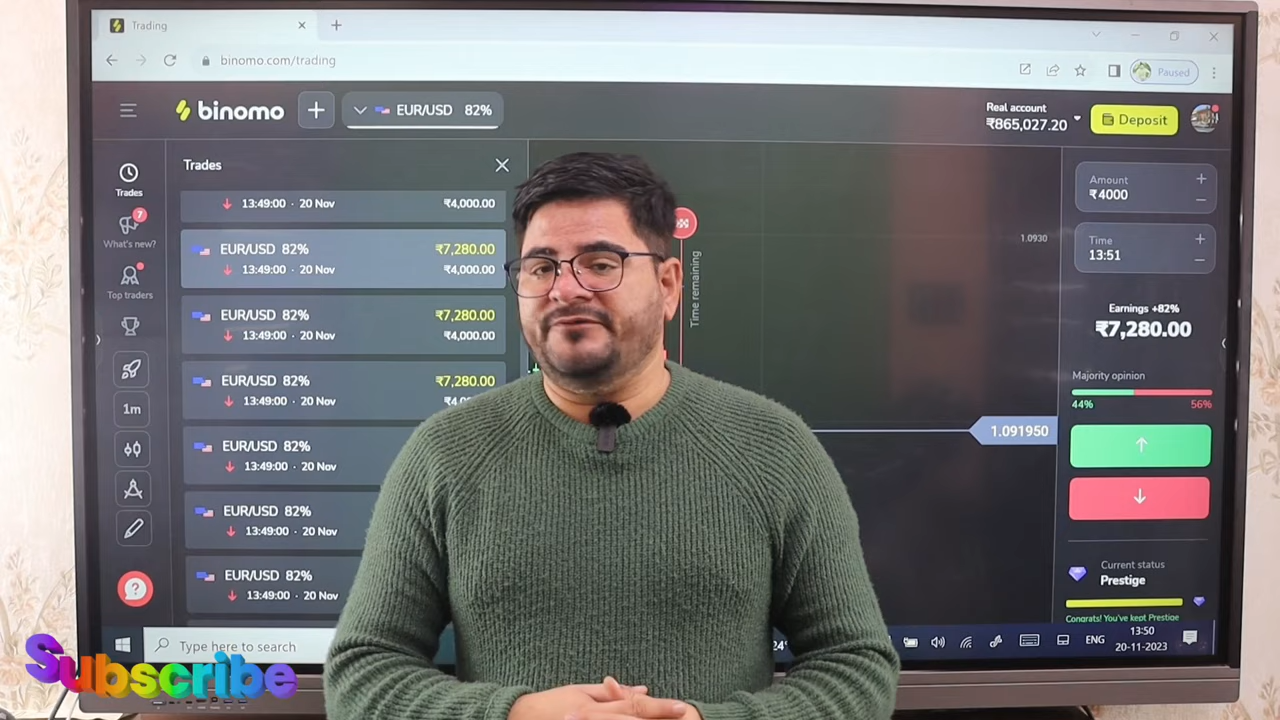 Trading
binomo.com/trading
Paused
binomo
EUR/USD 82%
Real account
₹865,027.20
Deposit
Trades
What's new?
7
Top traders
1m
Trades
13:49:00 · 20 Nov ₹4,000.00
EUR/USD 82% ₹7,280.00
13:49:00 · 20 Nov ₹4,000.00
EUR/USD 82% ₹7,280.00
13:49:00 · 20 Nov ₹4,000.00
EUR/USD 82% ₹7,280.00
13:49:00 · 20 Nov
EUR/USD 82%
13:49:00 · 20 Nov
EUR/USD 82%
13:49:00 · 20 Nov
EUR/USD 82%
13:49:00 · 20 Nov
Time remaining
1.0930
1.091950
Amount
₹4000
Time
13:51
Earnings +82%
₹7,280.00
Majority opinion
44% 56%
Current status
Prestige
Congrats! You've kept Prestige
Type here to search
ENG
13:50
20-11-2023
Subscribe